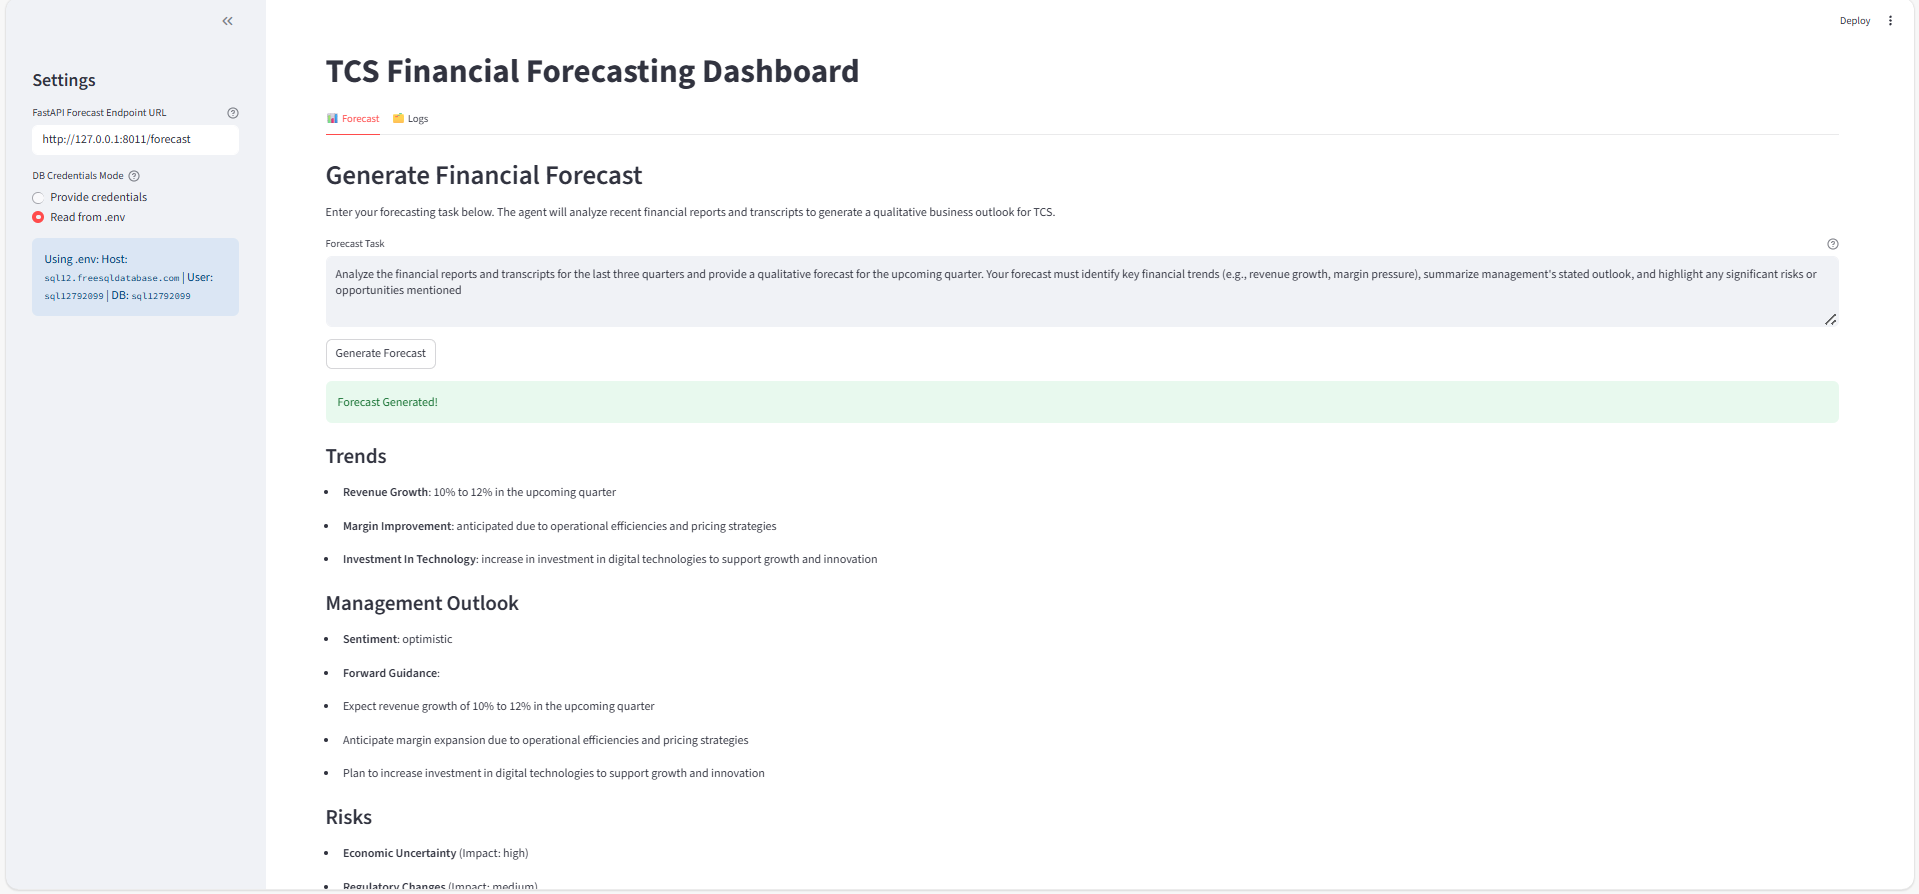 Deploy
Settings
FastAPI Forecast Endpoint URL
http://127.0.0.1:8011/forecast
DB Credentials Mode
Provide credentials
Read from .env
Using .env: Host:
sql12.freesqldatabase.com | User:
sql12792099 | DB: sql12792099
TCS Financial Forecasting Dashboard
Forecast
Logs
Generate Financial Forecast
Enter your forecasting task below. The agent will analyze recent financial reports and transcripts to generate a qualitative business outlook for TCS.
Forecast Task
Analyze the financial reports and transcripts for the last three quarters and provide a qualitative forecast for the upcoming quarter. Your forecast must identify key financial trends (e.g., revenue growth, margin pressure), summarize management's stated outlook, and highlight any significant risks or
opportunities mentioned
Generate Forecast
Forecast Generated!
Trends
Revenue Growth: 10% to 12% in the upcoming quarter
Margin Improvement: anticipated due to operational efficiencies and pricing strategies
Investment In Technology: increase in investment in digital technologies to support growth and innovation
Management Outlook
Sentiment: optimistic
Forward Guidance:
Expect revenue growth of 10% to 12% in the upcoming quarter
Anticipate margin expansion due to operational efficiencies and pricing strategies
Plan to increase investment in digital technologies to support growth and innovation
Risks
Economic Uncertainty (Impact: high)
Regulatory Changes (Impact: medium)